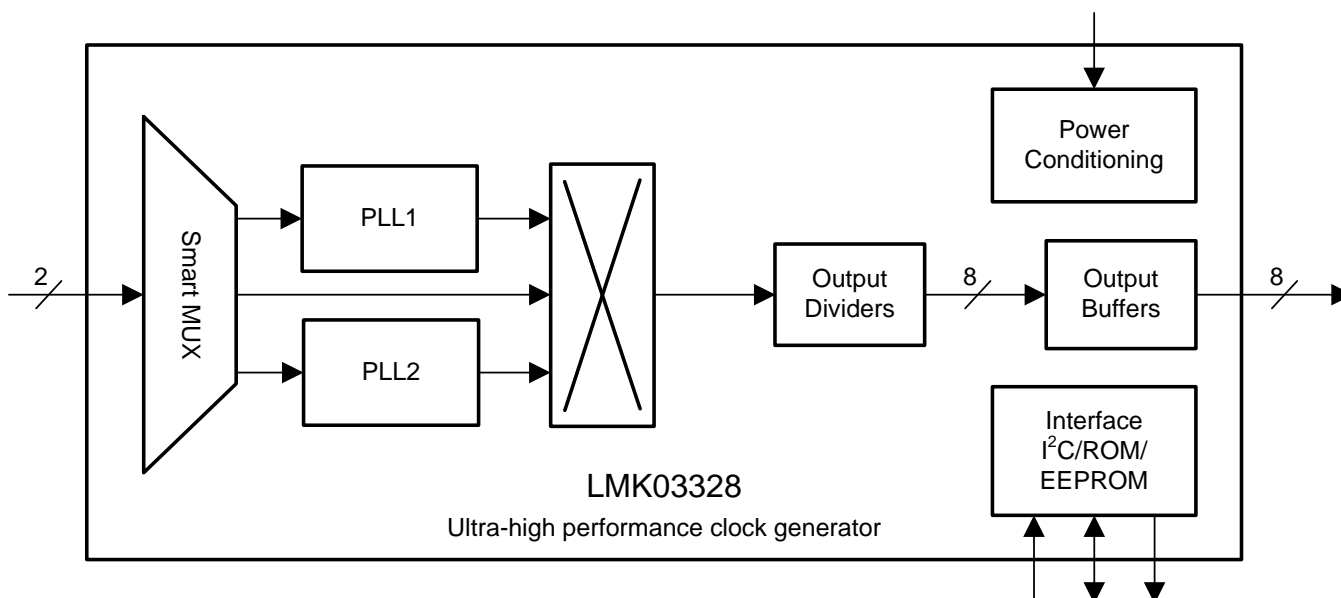 Power
Conditioning
PLL1
Smart MUX
2
Output
Dividers
8
Output
Buffers
8
PLL2
Interface
I²C/ROM/
EEPROM
LMK03328
Ultra-high performance clock generator